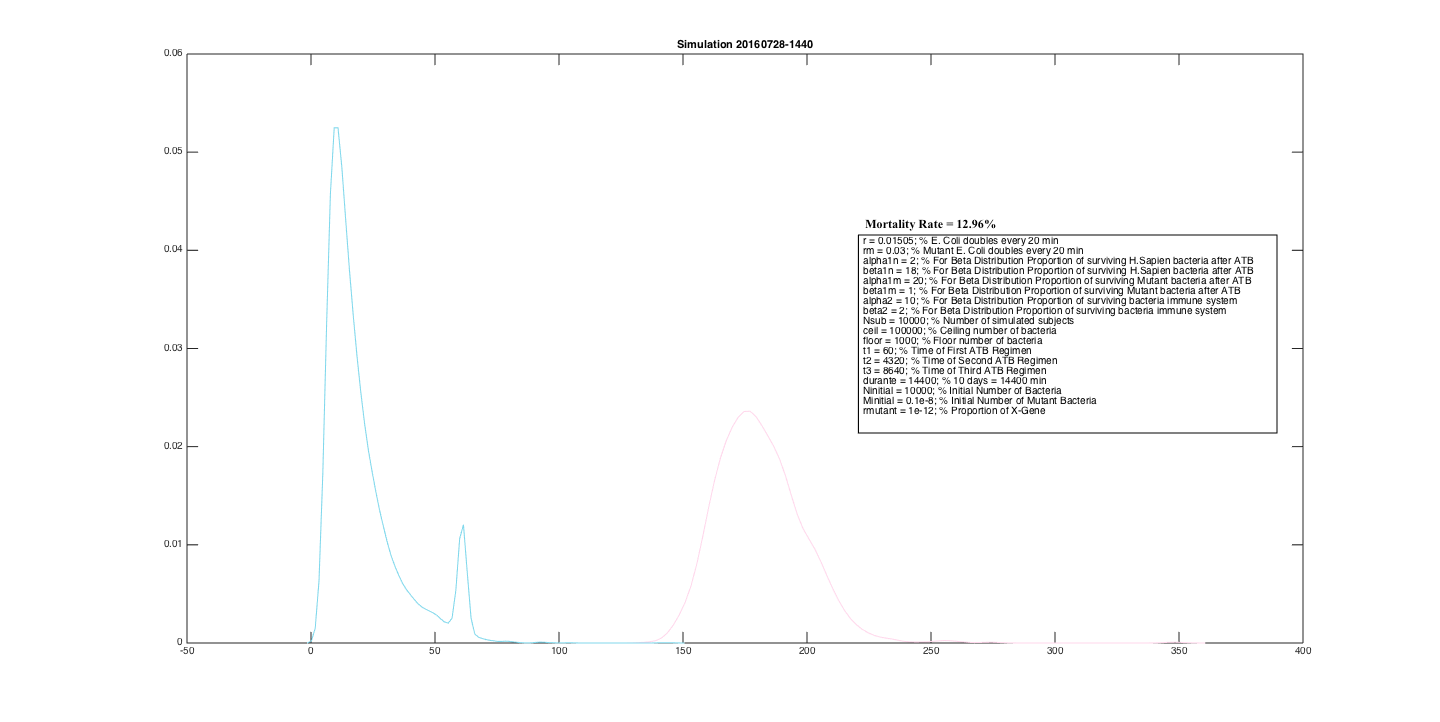 Simulation 20160728-1440
0.06
0.05
0.04
0.03
0.02
0.01
0
-50 0 50 100 150 200 250 300 350 400
Mortality Rate = 12.96%
r = 0.01505; % E. Coli doubles every 20 min
rm = 0.03; % Mutant E. Coli doubles every 20 min
alpha1n = 2; % For Beta Distribution Proportion of surviving H.Sapien bacteria after ATB
beta1n = 18; % For Beta Distribution Proportion of surviving H.Sapien bacteria after ATB
alpha1m = 20; % For Beta Distribution Proportion of surviving Mutant bacteria after ATB
beta1m = 1; % For Beta Distribution Proportion of surviving Mutant bacteria after ATB
alpha2 = 10; % For Beta Distribution Proportion of surviving bacteria immune system
beta2 = 2; % For Beta Distribution Proportion of surviving bacteria immune system
Nsub = 10000; % Number of simulated subjects
ceil = 100000; % Ceiling number of bacteria
floor = 1000; % Floor number of bacteria
t1 = 60; % Time of First ATB Regimen
t2 = 4320; % Time of Second ATB Regimen
t3 = 8640; % Time of Third ATB Regimen
durante = 14400; % 10 days = 14400 min
Ninitial = 10000; % Initial Number of Bacteria
Minitial = 0.1e-8; % Initial Number of Mutant Bacteria
rmutant = 1e-12; % Proportion of X-Gene